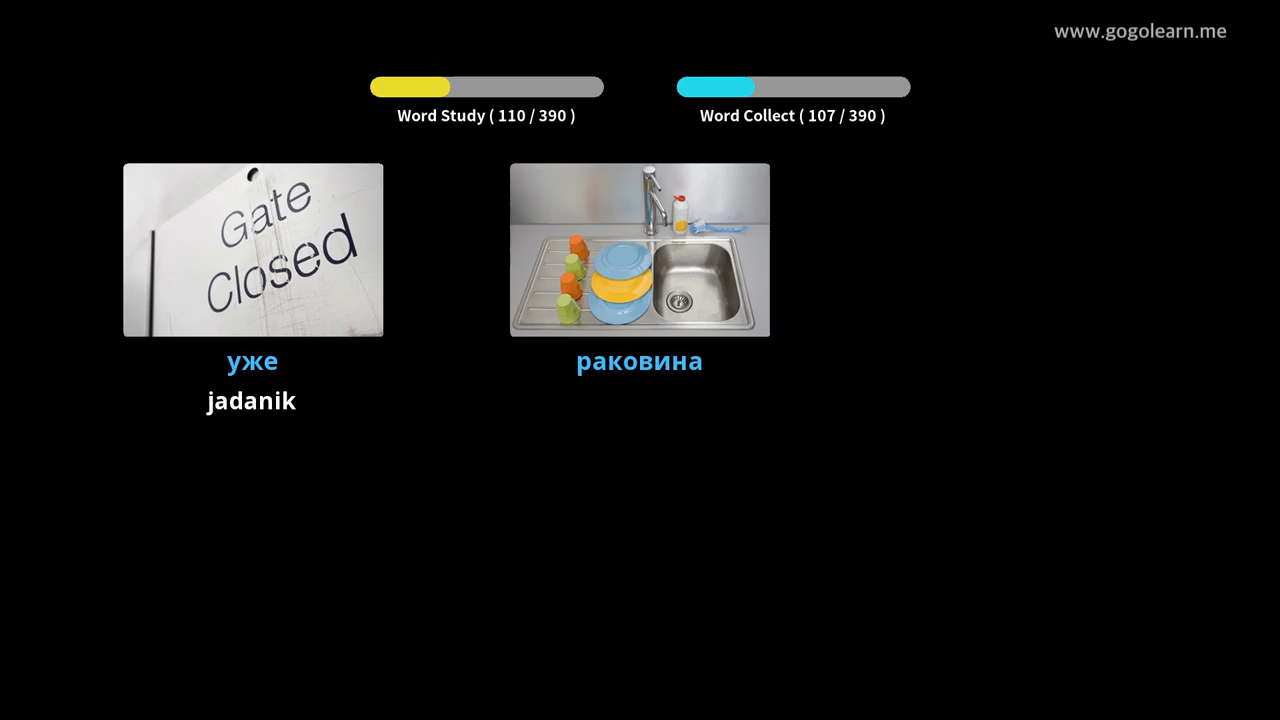 www.gogolearn.me
Word Study ( 110 / 390 )
Word Collect ( 107 / 390 )
Gate
Closed
уже
раковина
jadanik